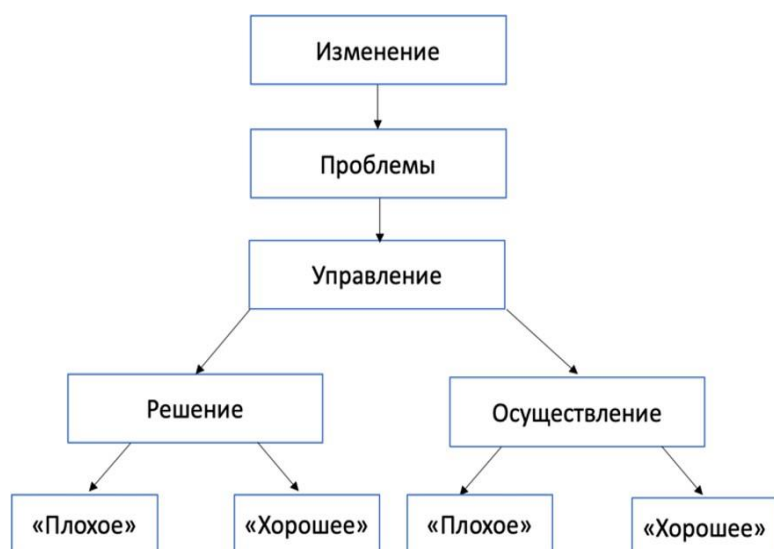 Изменение
Проблемы
Управление
Решение
Осуществление
«Плохое»
«Хорошее»
«Плохое»
«Хорошее»